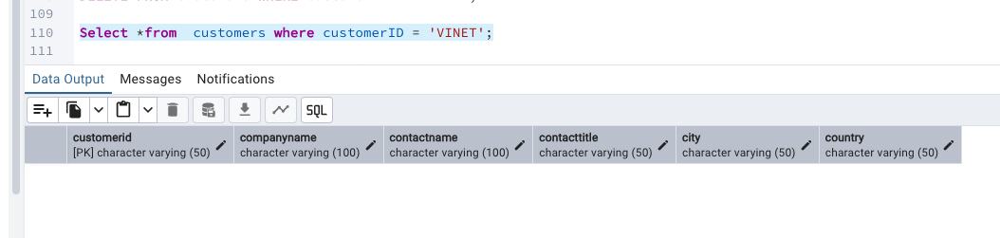 109
110 Select *from  customers where customerID = 'VINET';
111
Data Output Messages Notifications
SQL
customerid companyname contactname contacttitle city country
[PK] character varying (50) character varying (100) character varying (100) character varying (50) character varying (50) character varying (50)